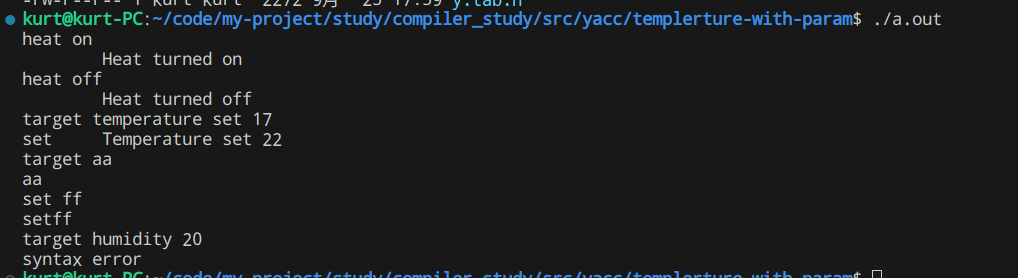 -rw-r--r-- 1 kurt kurt  2272 9月  25 17:59 y.tab.h
kurt@kurt-PC:~/code/my-project/study/compiler_study/src/yacc/templerture-with-param$ ./a.out
heat on
        Heat turned on
heat off
        Heat turned off
target temperature set 17
set     Temperature set 22
target aa
aa
set ff
setff
target humidity 20
syntax error
kurt@kurt-PC:~/code/my-project/study/compiler_study/src/yacc/templerture-with-param$